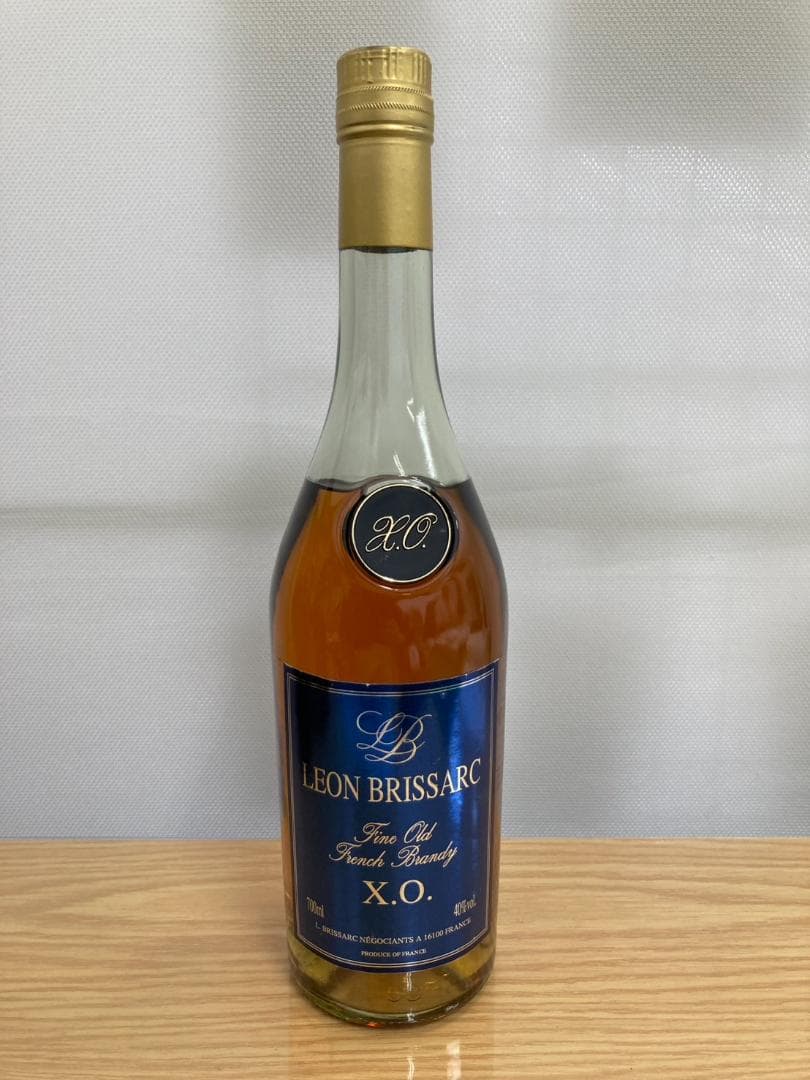 X.O.
LB
LEON BRISSARC
Fine Old
French Brandy
X.O.
700ml 40%vol.
L. BRISSARC NÉGOCIANTS A 16100 FRANCE
PRODUCE OF FRANCE